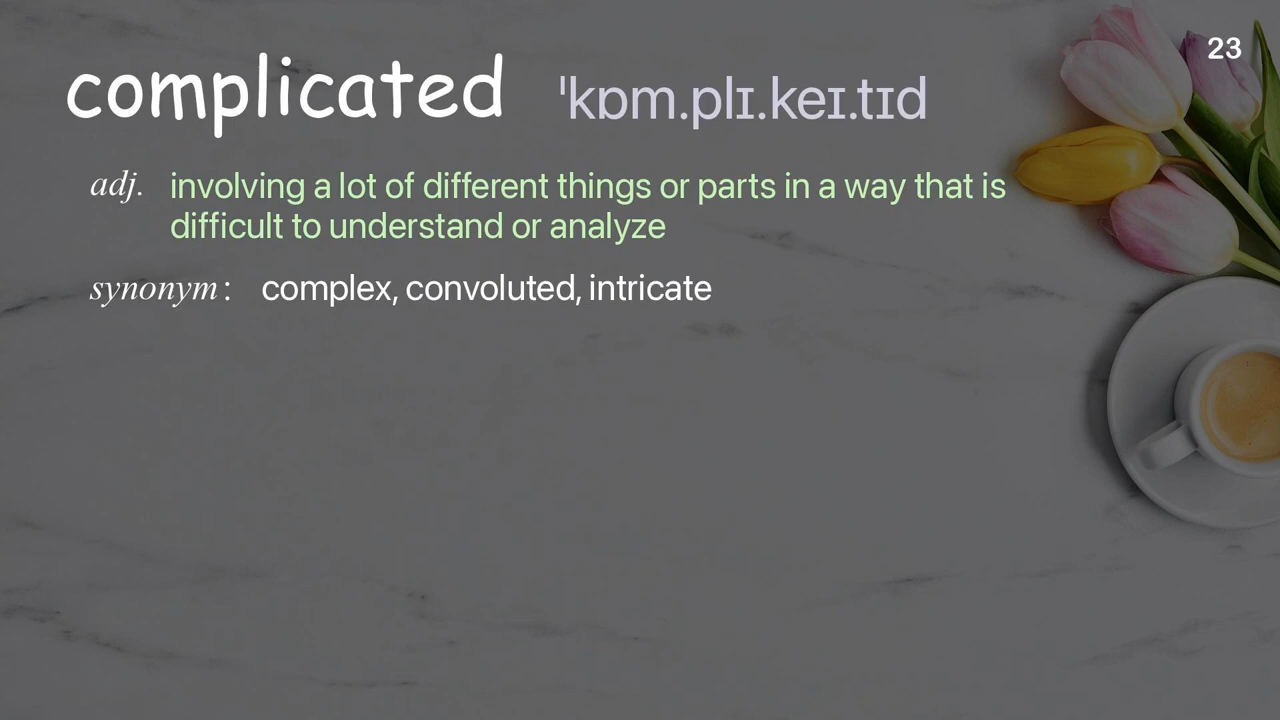 23
complicated ˈkɒm.plɪ.keɪ.tɪd
adj. involving a lot of different things or parts in a way that is
difficult to understand or analyze
synonym : complex, convoluted, intricate